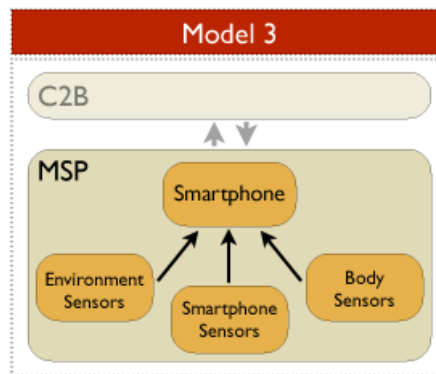 Model 3
C2B
MSP
Smartphone
Environment
Sensors
Smartphone
Sensors
Body
Sensors